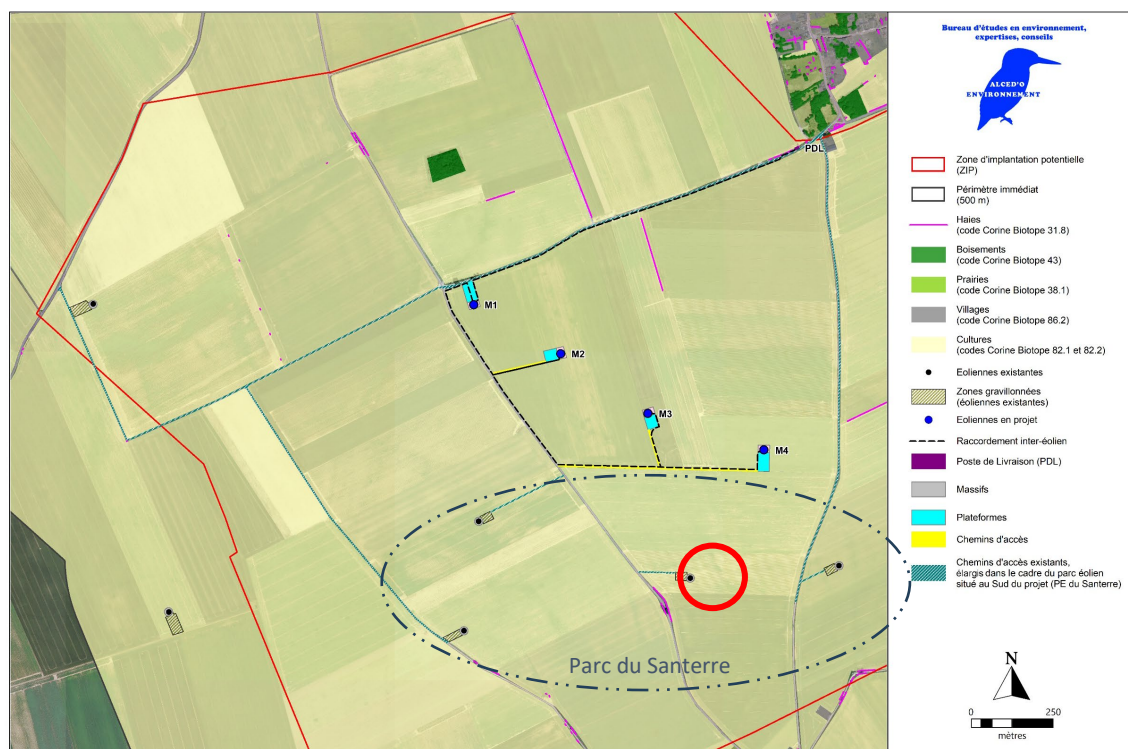 PDL
M1
M2
M3
M4
Parc du Santerre
Bureau d'études en environnement,
expertises, conseils
ALCED'O
ENVIRONNEMENT
Zone d'implantation potentielle
(ZIP)
Périmètre immédiat
(500 m)
Haies
(code Corine Biotope 31.8)
Boisements
(code Corine Biotope 43)
Prairies
(code Corine Biotope 38.1)
Villages
(code Corine Biotope 86.2)
Cultures
(codes Corine Biotope 82.1 et 82.2)
Eoliennes existantes
Zones gravillonnées
(éoliennes existantes)
Eoliennes en projet
Raccordement inter-éolien
Poste de Livraison (PDL)
Massifs
Plateformes
Chemins d'accès
Chemins d'accès existants,
élargis dans le cadre du parc éolien
situé au Sud du projet (PE du Santerre)
N
0 250
mètres